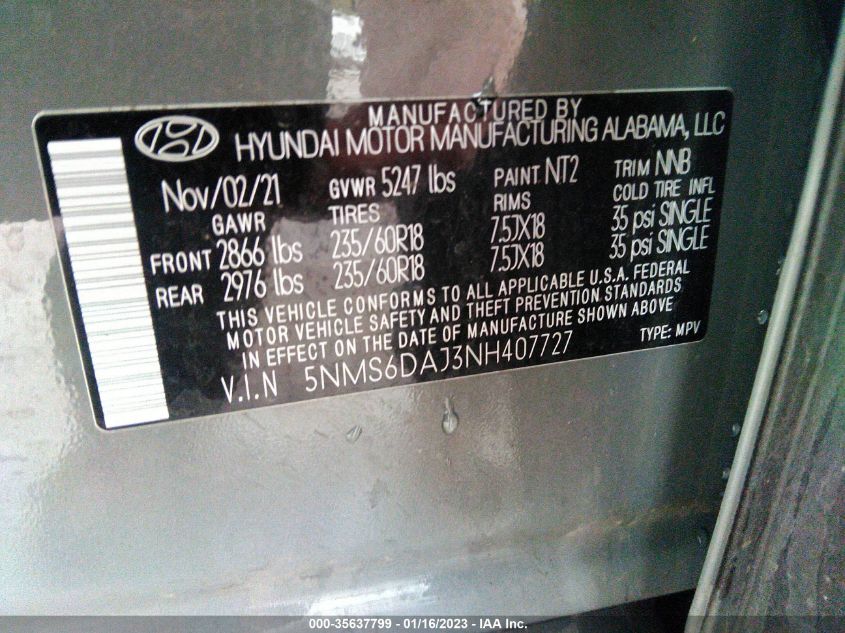 MANUFACTURED BY
HYUNDAI MOTOR MANUFACTURING ALABAMA, LLC
Nov/02/21 GVWR 5247 lbs PAINT NT2 TRIM NNB
GAWR TIRES RIMS COLD TIRE INFL
FRONT 2866 lbs 235/60R18 7.5JX18 35 psi SINGLE
REAR 2976 lbs 235/60R18 7.5JX18 35 psi SINGLE
THIS VEHICLE CONFORMS TO ALL APPLICABLE U.S.A. FEDERAL
MOTOR VEHICLE SAFETY AND THEFT PREVENTION STANDARDS
IN EFFECT ON THE DATE OF MANUFACTURE SHOWN ABOVE
V.I.N 5NMS6DAJ3NH407727 TYPE: MPV
000-35637799 - 01/16/2023 - IAA Inc.